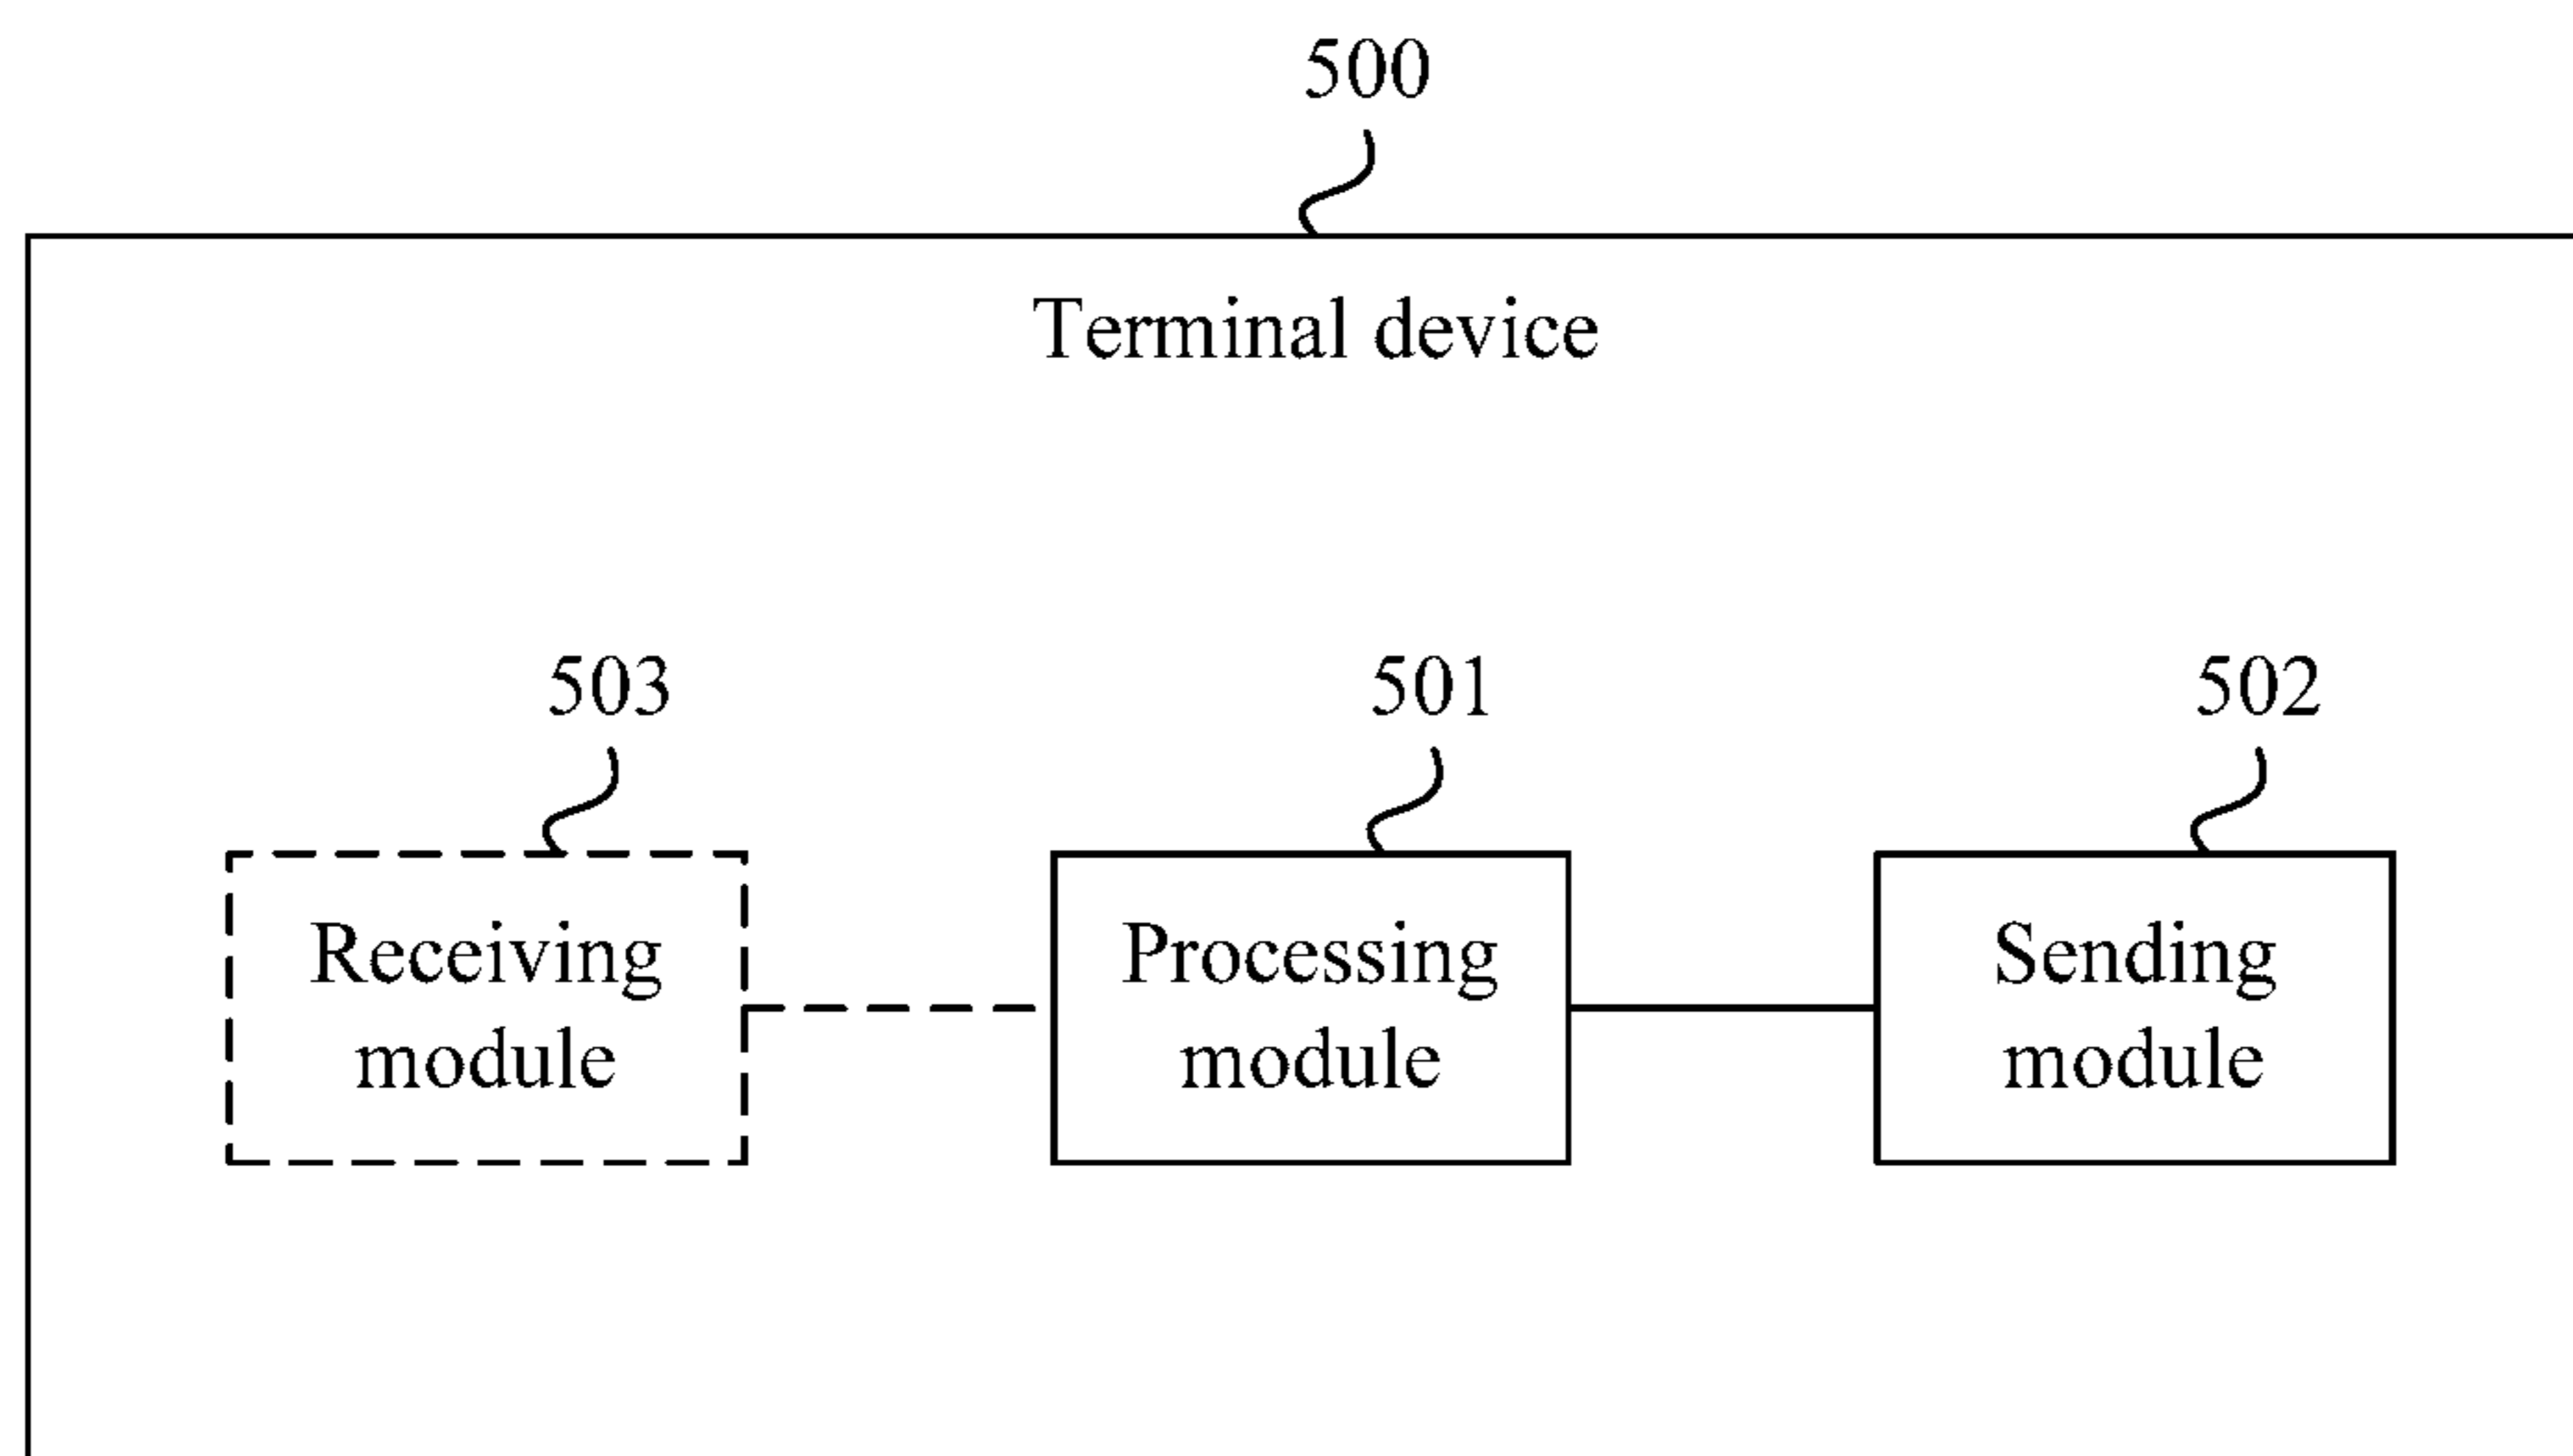 500
Terminal device
503
501
502
Receiving
module
Processing
module
Sending
module